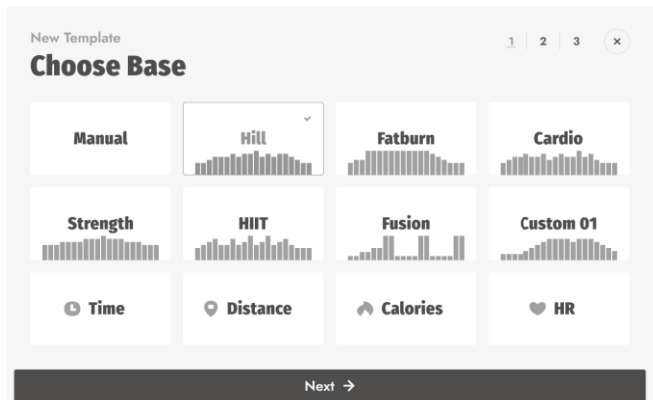 New Template
1 2 3
Choose Base
Manual
Hill
Fatburn
Cardio
Strength
HIIT
Fusion
Custom 01
Time
Distance
Calories
HR
Next